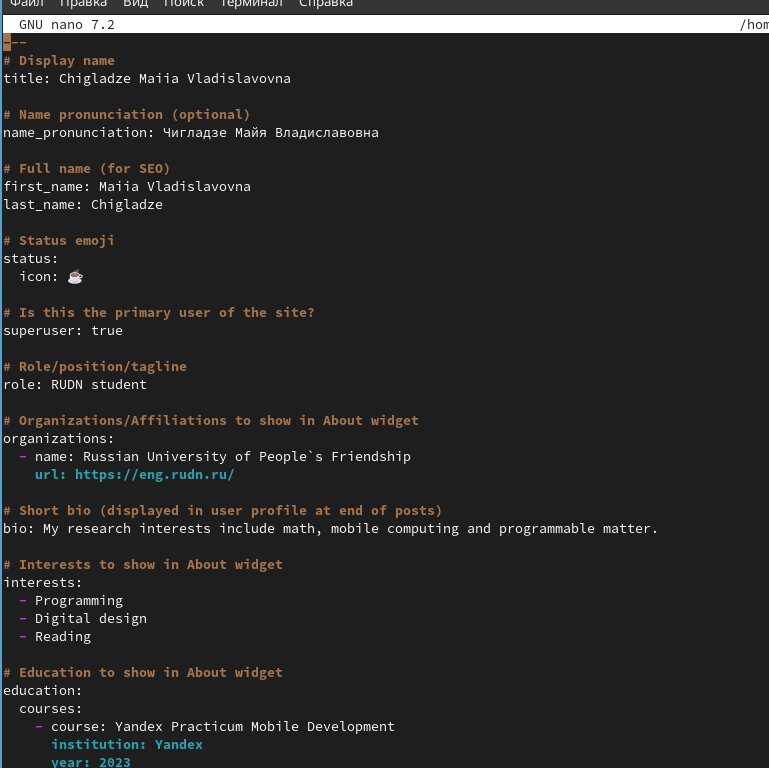 Файл Правка Вид Поиск Терминал Справка
GNU nano 7.2 /hom
---
# Display name
title: Chigladze Maiia Vladislavovna
# Name pronunciation (optional)
name_pronunciation: Чигладзе Майя Владиславовна
# Full name (for SEO)
first_name: Maiia Vladislavovna
last_name: Chigladze
# Status emoji
status:
icon: ☕
# Is this the primary user of the site?
superuser: true
# Role/position/tagline
role: RUDN student
# Organizations/Affiliations to show in About widget
organizations:
- name: Russian University of People`s Friendship
url: https://eng.rudn.ru/
# Short bio (displayed in user profile at end of posts)
bio: My research interests include math, mobile computing and programmable matter.
# Interests to show in About widget
interests:
- Programming
- Digital design
- Reading
# Education to show in About widget
education:
courses:
- course: Yandex Practicum Mobile Development
institution: Yandex
year: 2023